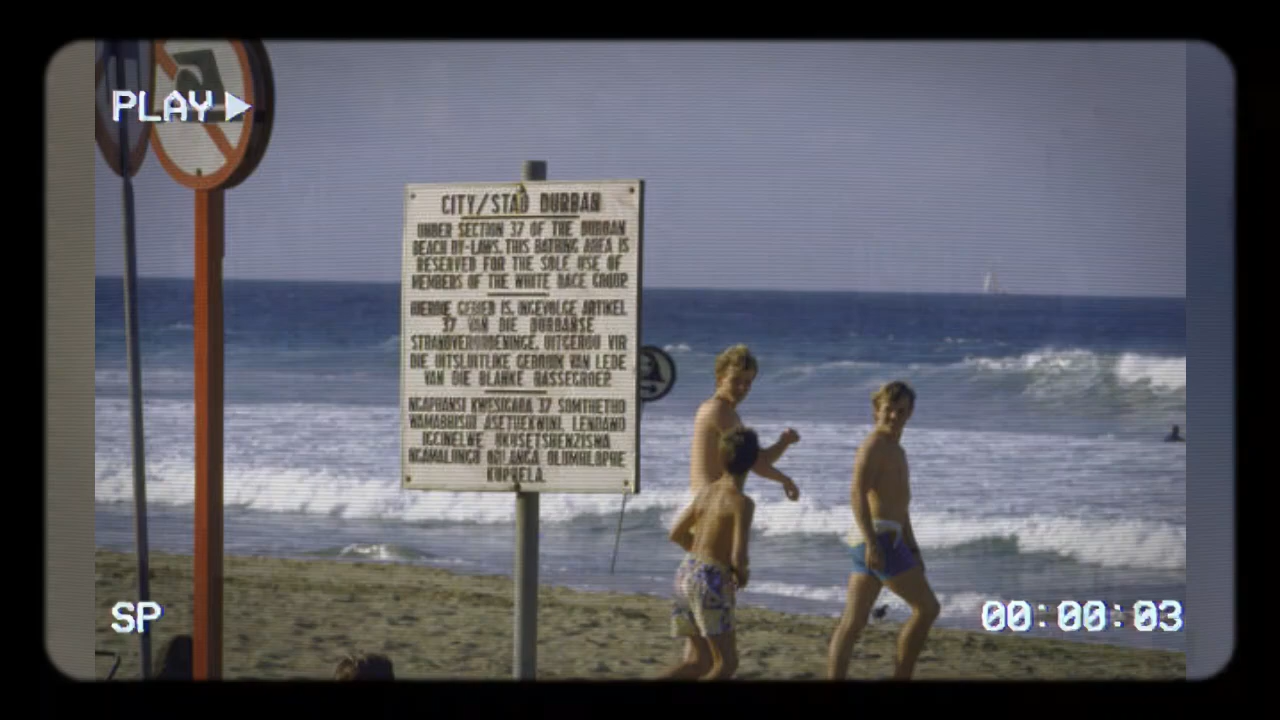 PLAY
CITY/STAD DURBAN
UNDER SECTION 37 OF THE DURBAN
BEACH BY-LAWS, THIS BATHING AREA IS
RESERVED FOR THE SOLE USE OF
MEMBERS OF THE WHITE RACE GROUP.
HIERDIE GEBIED IS, INGEVOLGE ARTIKEL
37 VAN DIE DURBANSE
STRANDVERORDENINGE, UITGEHOU VIR
DIE UITSLUITLIKE GEBRUIK VAN LEDE
VAN DIE BLANKE RASSEGROEP.
NGAPHANSI KWESIGABA 37 SOMTHETHO
WAMABHISHI ASETHEKWINI, LENDAWO
IGCINELWE UKUSETSHENZISWA
NGAMALUNGU OHLANGA OLUMHLOPHE
KUPHELA.
SP
00:00:03